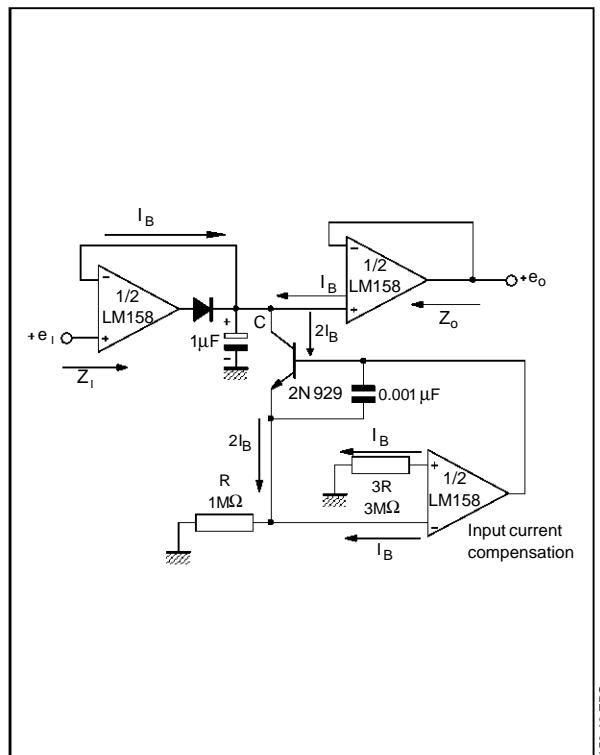 I B
1/2
LM158
+e I
Z I
1μF
+
−
C
I B
2I B
1/2
LM158
+e o
Z o
2N 929
0.001 μF
2I B
R
1MΩ
I B
3R
3MΩ
1/2
LM158
I B
Input current
compensation